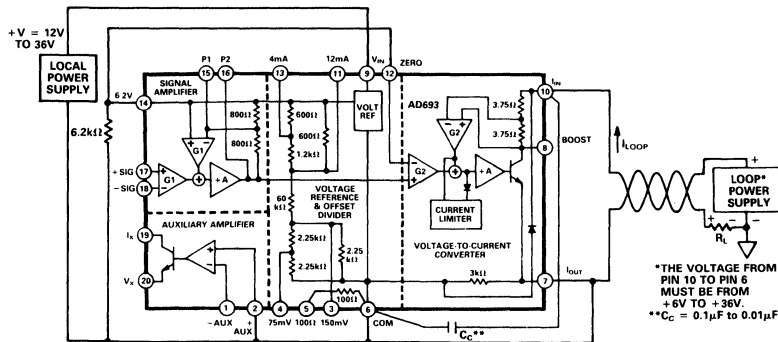 +V = 12V
TO 36V
LOCAL
POWER
SUPPLY
6.2V
6.2kΩ
P1 P2 4mA 12mA VIN ZERO
15 16 13 11 9 12
SIGNAL
AMPLIFIER
14
800Ω
800Ω
G1
600Ω
600Ω
1.2kΩ
VOLT
REF
AD693
3.75Ω
3.75Ω
G2
IIN
10
BOOST
8
ILOOP
+ SIG 17
− SIG 18
G1
+A
G2
+A
CURRENT
LIMITER
60
kΩ
VOLTAGE
REFERENCE
& OFFSET
DIVIDER
LOOP*
POWER
SUPPLY
RL
AUXILIARY AMPLIFIER
IX 19
VX 20
2.25kΩ
2.25kΩ
2.25
kΩ
VOLTAGE-TO-CURRENT
CONVERTER
3kΩ
IOUT
7
100Ω
1 2 4 5 3 6
− AUX
+
AUX
75mV 100Ω 150mV COM
CC**
*THE VOLTAGE FROM
PIN 10 TO PIN 6
MUST BE FROM
+6V TO +36V.
**CC = 0.1μF to 0.01μF